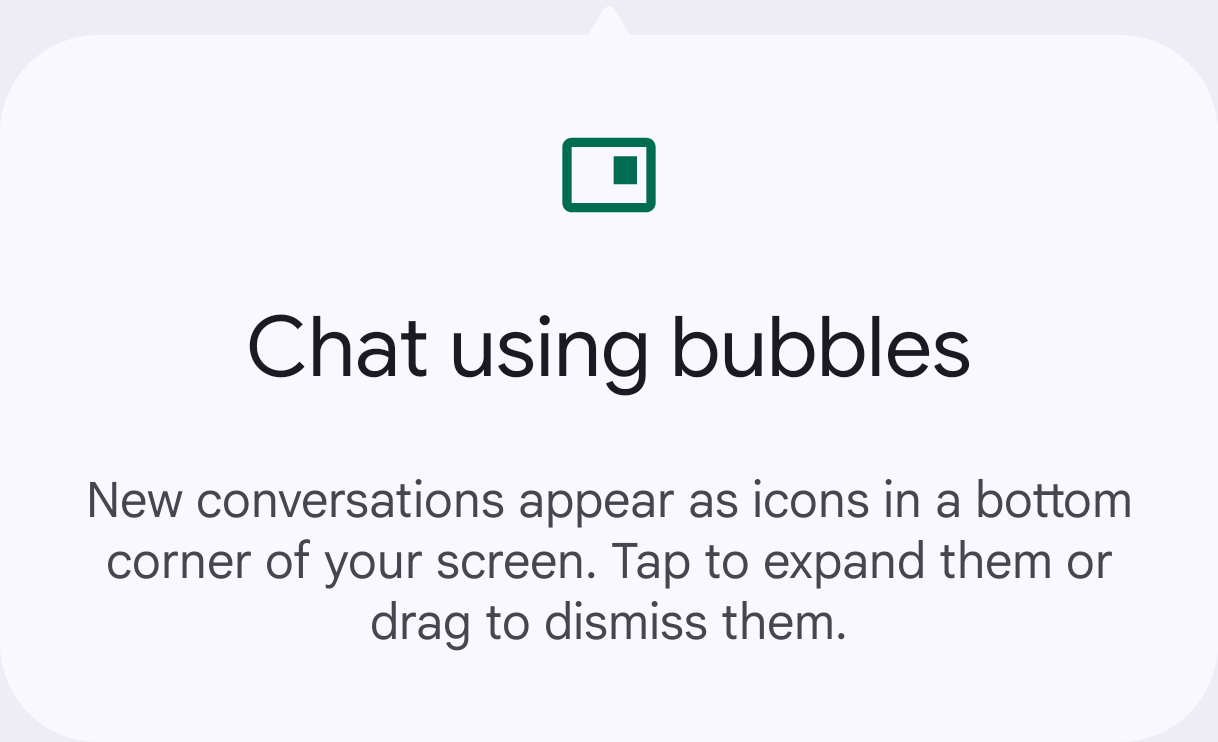 Chat using bubbles
New conversations appear as icons in a bottom
corner of your screen. Tap to expand them or
drag to dismiss them.